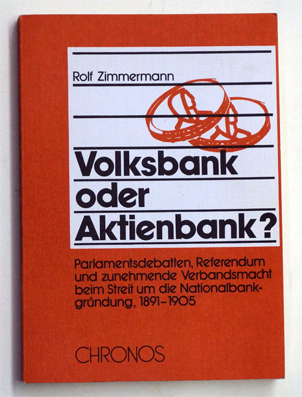 Rolf Zimmermann
Volksbank
oder
Aktienbank?
Parlamentsdebatten, Referendum
und zunehmende Verbandsmacht
beim Streit um die Nationalbank-
gründung, 1891–1905
CHRONOS